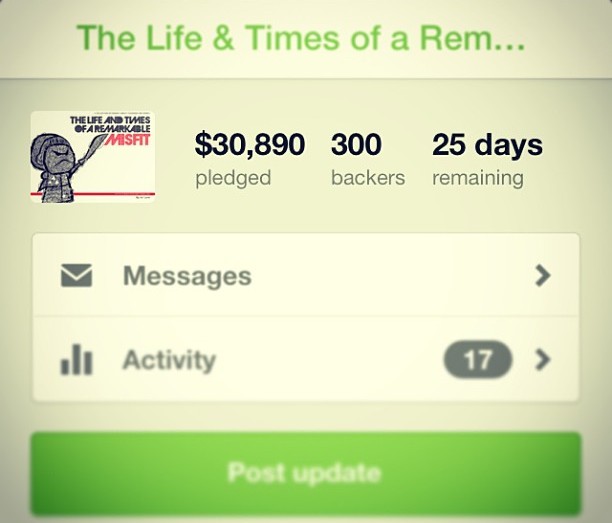 The Life & Times of a Rem...
THE LIFE AND TIMES
OF A REMARKABLE
MISFIT
$30,890 300 25 days
pledged backers remaining
Messages
Activity 17
Post update